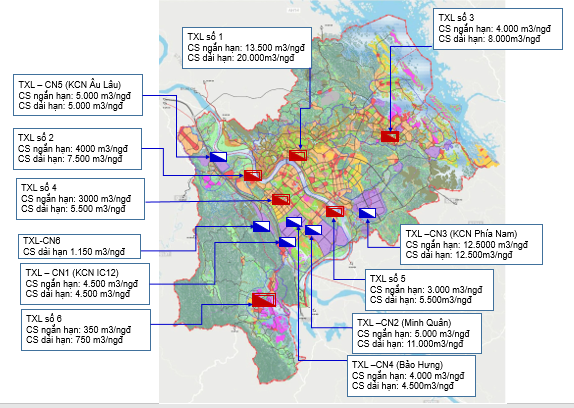 TXL số 1
CS ngắn hạn: 13.500 m3/ngđ
CS dài hạn: 20.000m3/ngđ
TXL số 3
CS ngắn hạn: 4.000 m3/ngđ
CS dài hạn: 8.000m3/ngđ
TXL – CN5 (KCN Âu Lâu)
CS ngắn hạn: 5.000 m3/ngđ
CS dài hạn: 5.000 m3/ngđ
TXL số 2
CS ngắn hạn: 4000 m3/ngđ
CS dài hạn: 7.500 m3/ngđ
TXL số 4
CS ngắn hạn: 3000 m3/ngđ
CS dài hạn: 5.500 m3/ngđ
TXL-CN6
CS dài hạn 1.150 m3/ngđ
TXL – CN1 (KCN IC12)
CS ngắn hạn: 4.500 m3/ngđ
CS dài hạn: 4.500 m3/ngđ
TXL số 6
CS ngắn hạn: 350 m3/ngđ
CS dài hạn: 750 m3/ngđ
TXL –CN3 (KCN Phía Nam)
CS ngắn hạn: 12.5000 m3/ngđ
CS dài hạn: 12.500m3/ngđ
TXL số 5
CS ngắn hạn: 3.000 m3/ngđ
CS dài hạn: 5.500m3/ngđ
TXL –CN2 (Minh Quân)
CS ngắn hạn: 5.000 m3/ngđ
CS dài hạn: 11.000m3/ngđ
TXL –CN4 (Bảo Hưng)
CS ngắn hạn: 4.000 m3/ngđ
CS dài hạn: 4.500m3/ngđ